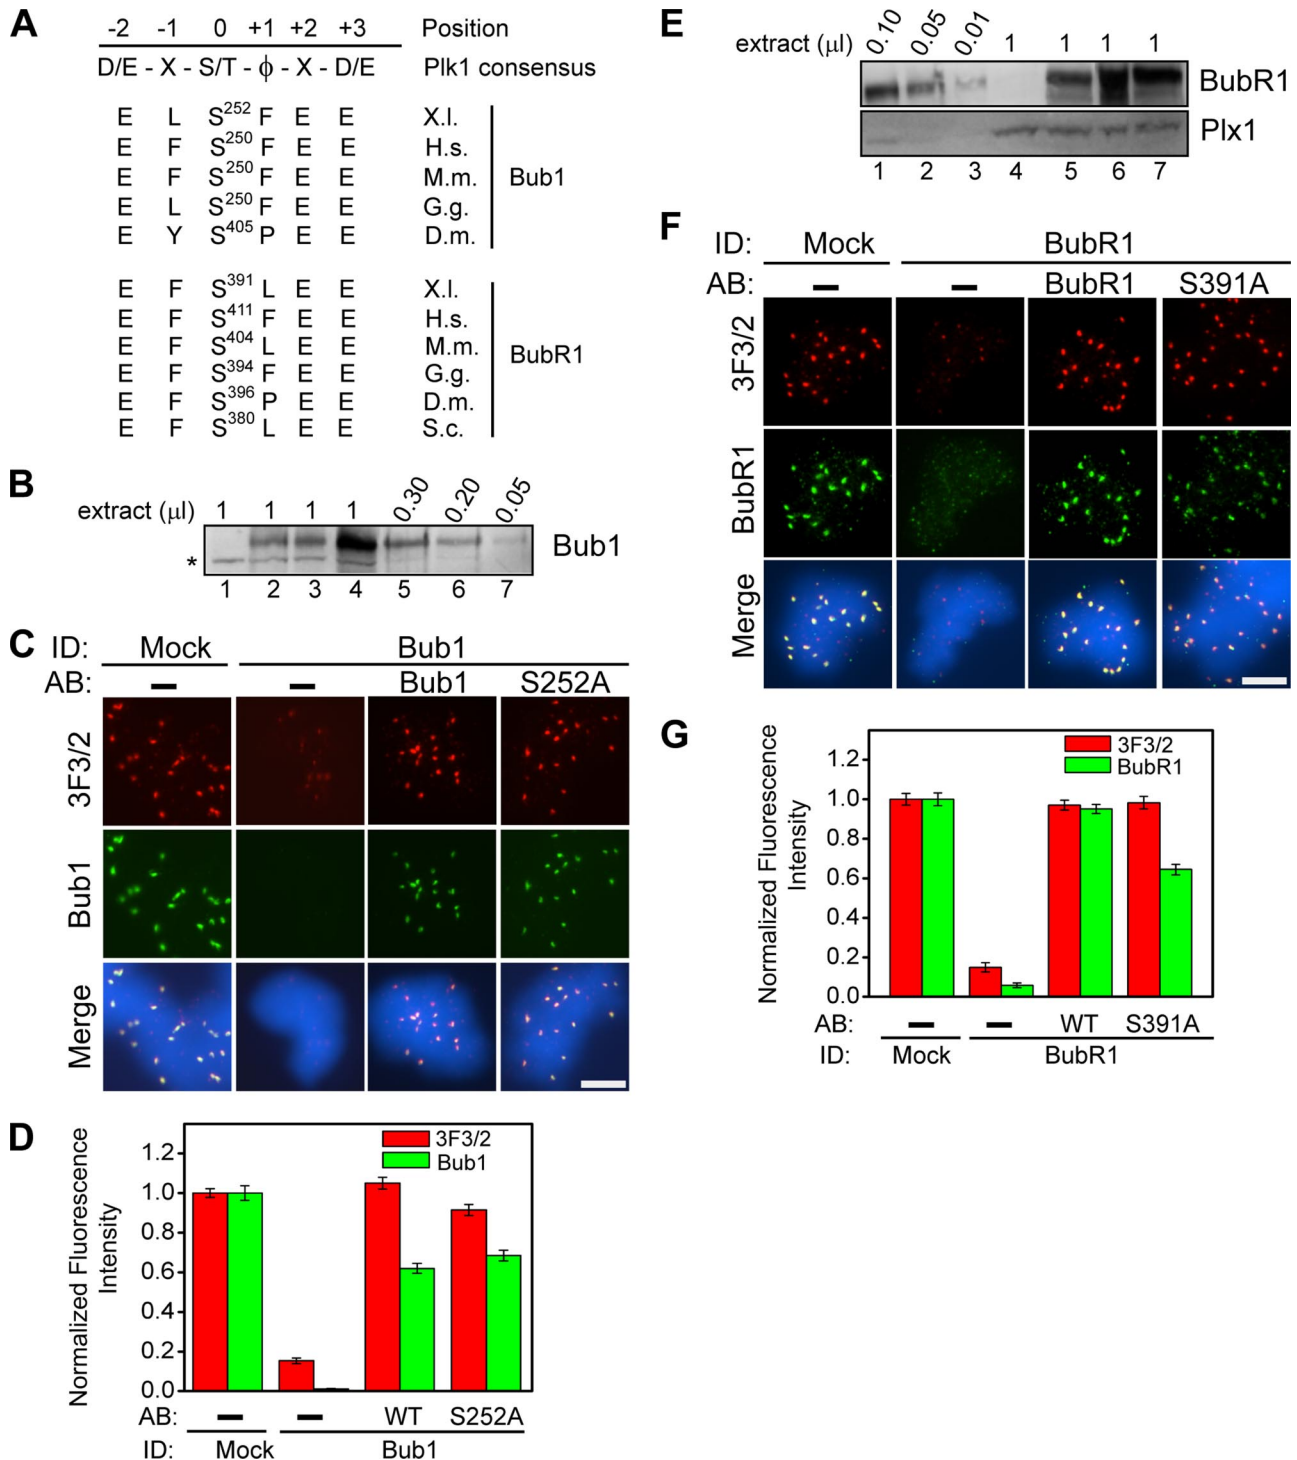 A
-2 -1 0 +1 +2 +3 Position
D/E - X - S/T - ϕ - X - D/E Plk1 consensus
E L S252 F E E X.l.
E F S250 F E E H.s.
E F S250 F E E M.m.
E L S250 F E E G.g.
E Y S405 P E E D.m.
Bub1
E F S391 L E E X.l.
E F S411 F E E H.s.
E F S404 L E E M.m.
E F S394 F E E G.g.
E F S396 P E E D.m.
E F S380 L E E S.c.
BubR1
B
extract (μl) 1 1 1 1 0.30 0.20 0.05
Bub1
*
1 2 3 4 5 6 7
C
ID: Mock Bub1
AB: – – Bub1 S252A
3F3/2
Bub1
Merge
D
Normalized Fluorescence
Intensity
3F3/2
Bub1
1.2
1.0
0.8
0.6
0.4
0.2
0.0
AB: – – WT S252A
ID: Mock Bub1
E
extract (μl) 0.10 0.05 0.01 1 1 1 1
BubR1
Plx1
1 2 3 4 5 6 7
F
ID: Mock BubR1
AB: – – BubR1 S391A
3F3/2
BubR1
Merge
G
Normalized Fluorescence
Intensity
3F3/2
BubR1
1.2
1.0
0.8
0.6
0.4
0.2
0.0
AB: – – WT S391A
ID: Mock BubR1